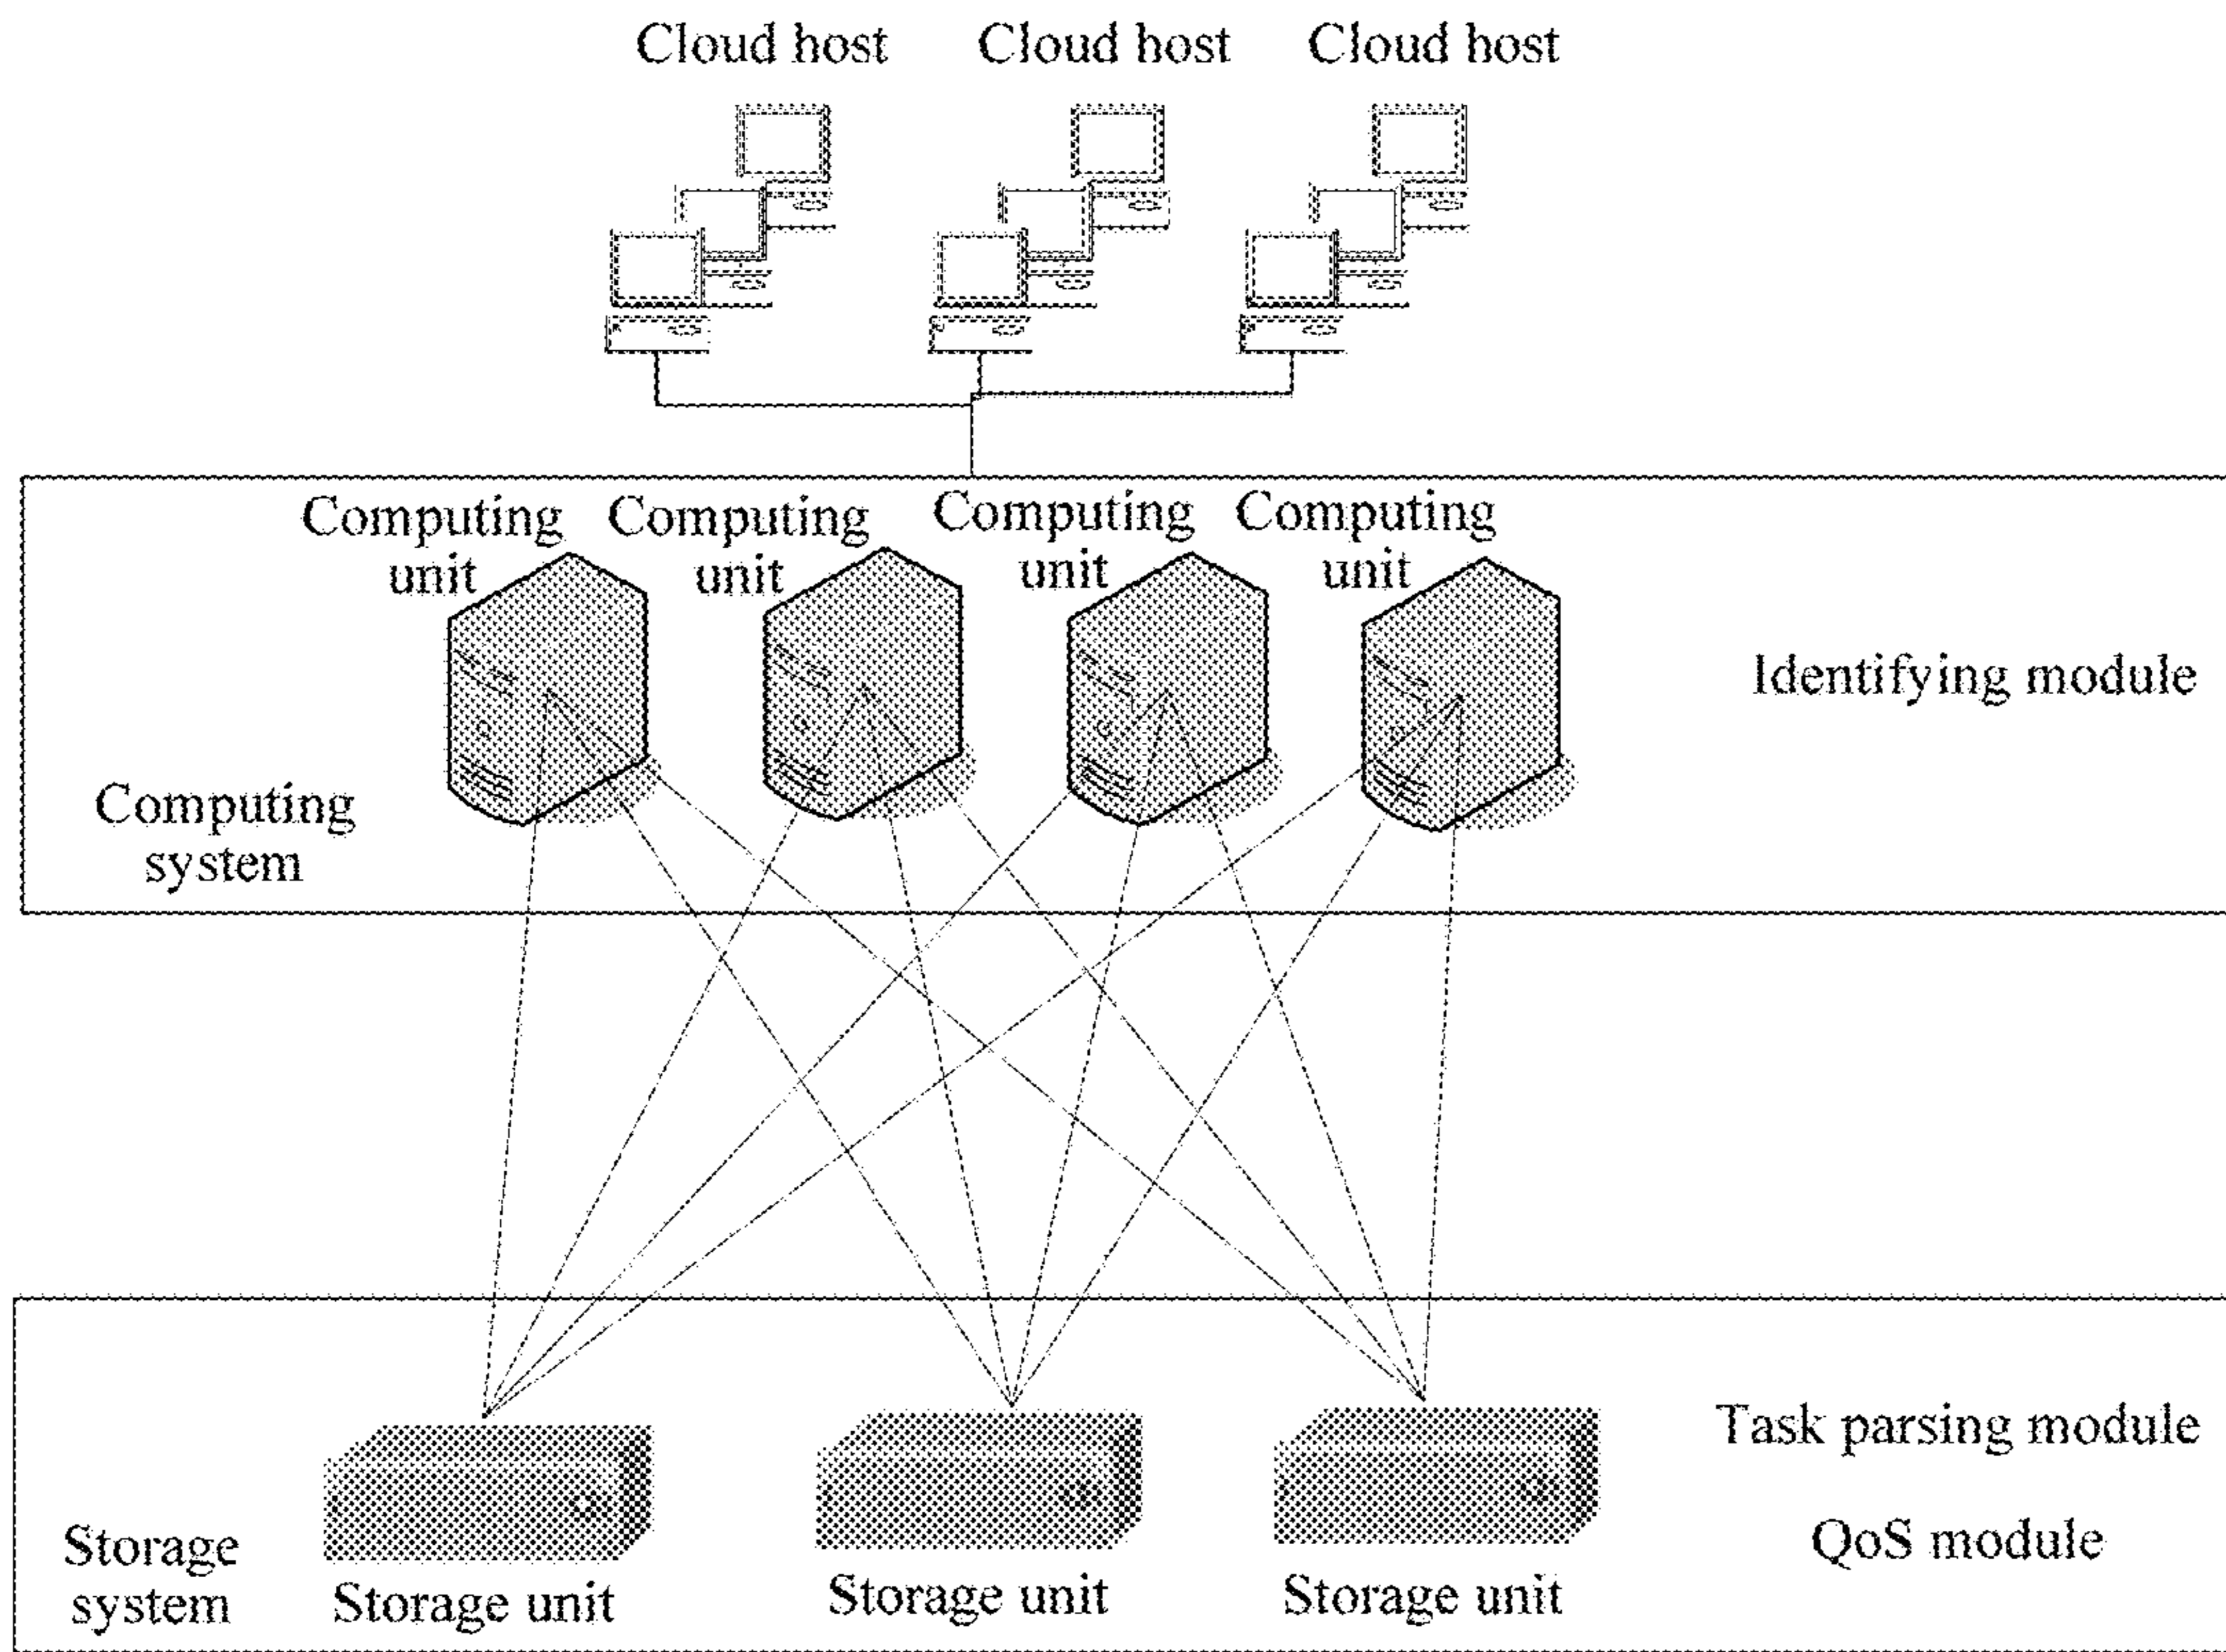 Cloud host Cloud host Cloud host
Computing unit
Computing unit
Computing unit
Computing unit
Identifying module
Computing
system
Task parsing module
QoS module
Storage
system
Storage unit
Storage unit
Storage unit